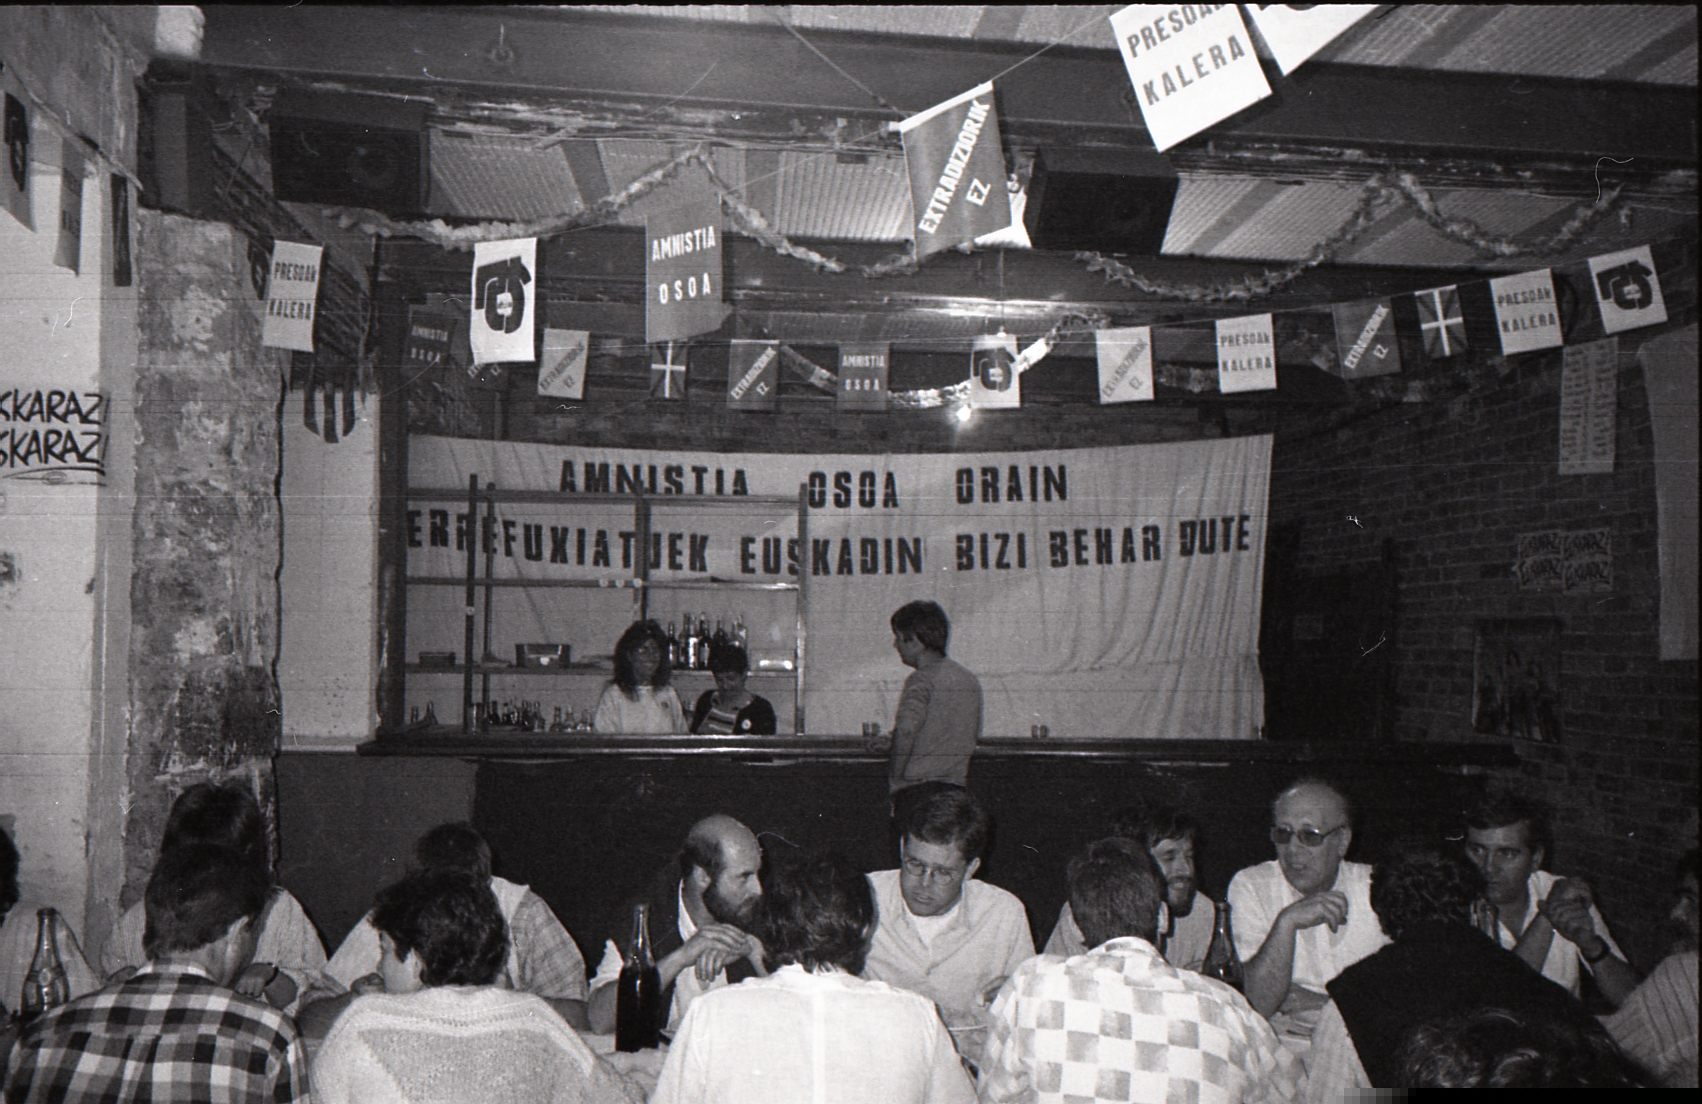 PRESOAK
KALERA
EXTRADIZIORIK
EZ
AMNISTIA
OSOA
PRESOAK
KALERA
AMNISTIA
OSOA
EXTRADIZIORIK
EZ
EXTRADIZIORIK
EZ
AMNISTIA
OSOA
EXTRADIZIORIK
EZ
PRESOAK
KALERA
EXTRADIZIORIK
EZ
PRESOAK
KALERA
SKARAZ
SKARAZ
AMNISTIA OSOA ORAIN
ERREFUXIATUEK EUSKADIN BIZI BEHAR DUTE